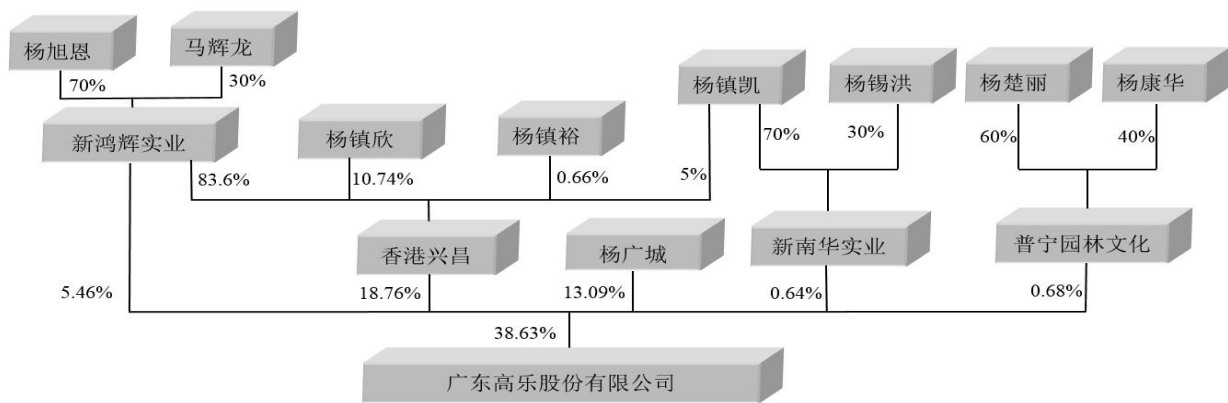 杨旭恩
马辉龙
杨镇凯
杨锡洪
杨楚丽
杨康华
70%
30%
新鸿辉实业
杨镇欣
杨镇裕
70%
30%
60%
40%
83.6%
10.74%
0.66%
5%
香港兴昌
杨广城
新南华实业
普宁园林文化
5.46%
18.76%
13.09%
0.64%
0.68%
38.63%
广东高乐股份有限公司